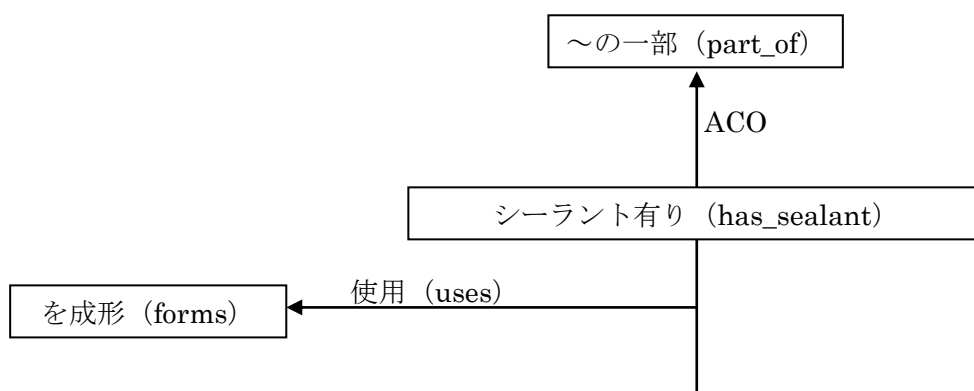 ～の一部（part_of）
ACO
シーラント有り（has_sealant）
使用（uses）
を成形（forms）